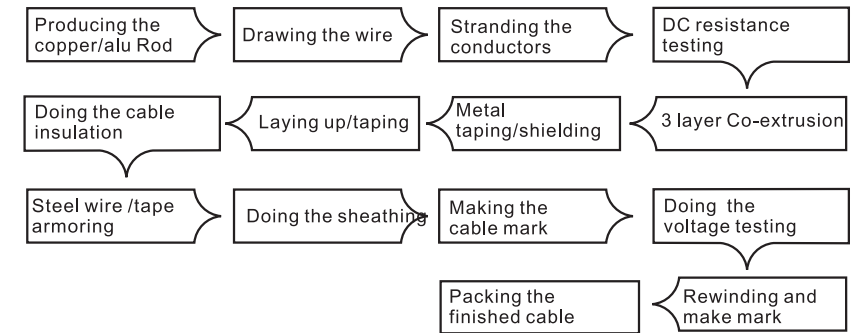 Producing the
copper/alu Rod
Drawing the wire
Stranding the
conductors
DC resistance
testing
3 layer Co-extrusion
Metal
taping/shielding
Laying up/taping
Doing the cable
insulation
Steel wire /tape
armoring
Doing the sheathing
Making the
cable mark
Doing the
voltage testing
Rewinding and
make mark
Packing the
finished cable